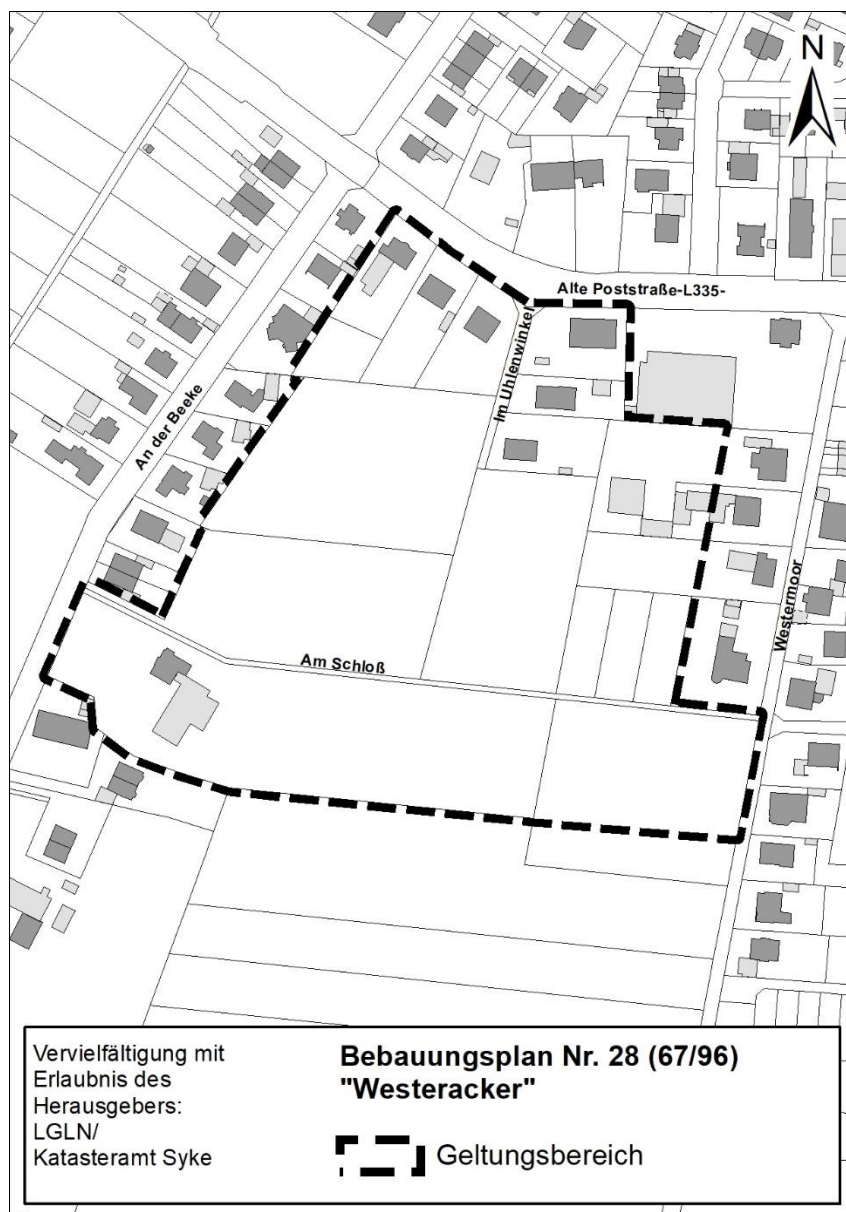 N
Alte Poststraße-L335-
Im Uhlenwinkel
An der Beeke
Westermoor
Am Schloß
Vervielfältigung mit
Erlaubnis des
Herausgebers:
LGLN/
Katasteramt Syke
Bebauungsplan Nr. 28 (67/96)
"Westeracker"
Geltungsbereich